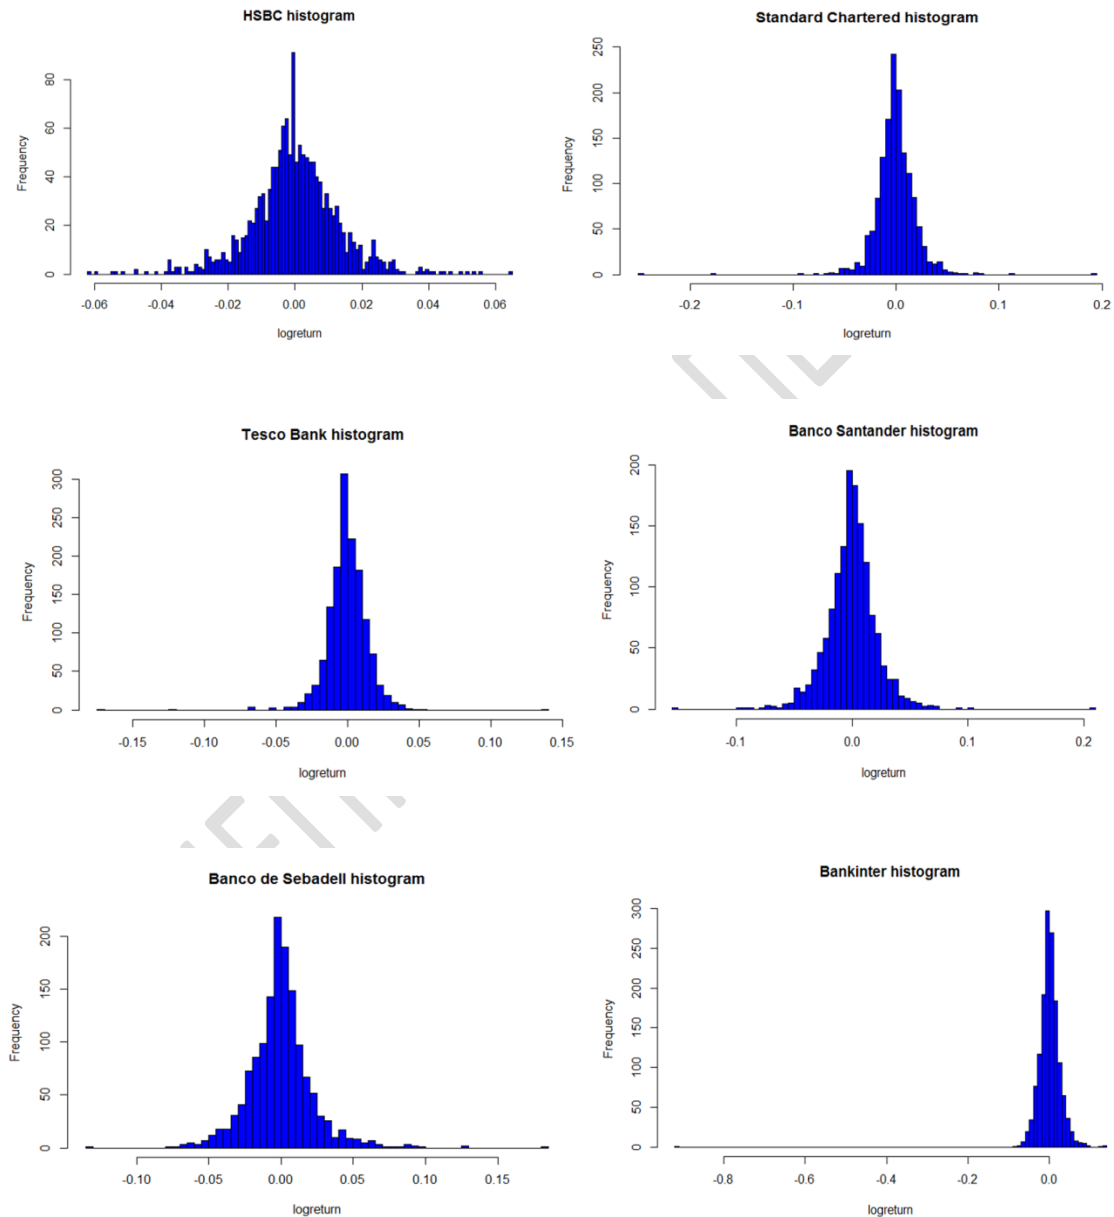 HSBC histogram
Frequency
80
60
40
20
0
-0.06 -0.04 -0.02 0.00 0.02 0.04 0.06
logreturn
Standard Chartered histogram
Frequency
250
200
150
100
50
0
-0.2 -0.1 0.0 0.1 0.2
logreturn
Tesco Bank histogram
Frequency
300
250
200
150
100
50
0
-0.15 -0.10 -0.05 0.00 0.05 0.10 0.15
logreturn
Banco Santander histogram
Frequency
200
150
100
50
0
-0.1 0.0 0.1 0.2
logreturn
Banco de Sebadell histogram
Frequency
200
150
100
50
0
-0.10 -0.05 0.00 0.05 0.10 0.15
logreturn
Bankinter histogram
Frequency
300
250
200
150
100
50
0
-0.8 -0.6 -0.4 -0.2 0.0
logreturn